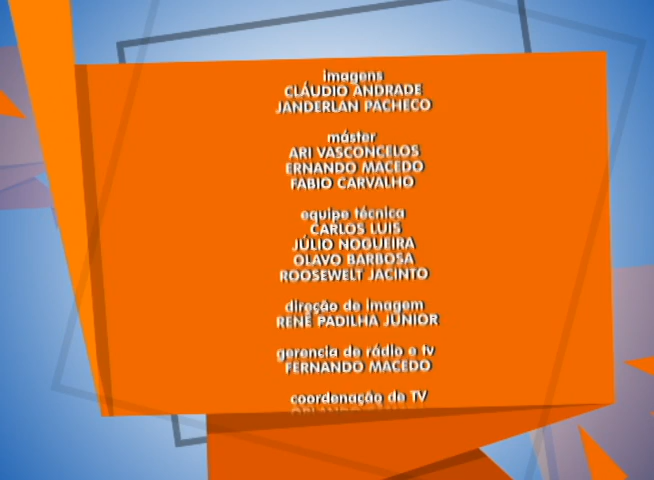 imagens
CLÁUDIO ANDRADE
JANDERLAN PACHECO
máster
ARI VASCONCELOS
ERNANDO MACEDO
FABIO CARVALHO
equipe técnica
CARLOS LUIS
JÚLIO NOGUEIRA
OLAVO BARBOSA
ROOSEWELT JACINTO
direção de imagem
RENÊ PADILHA JÚNIOR
gerencia de rádio e tv
FERNANDO MACEDO
coordenação de TV